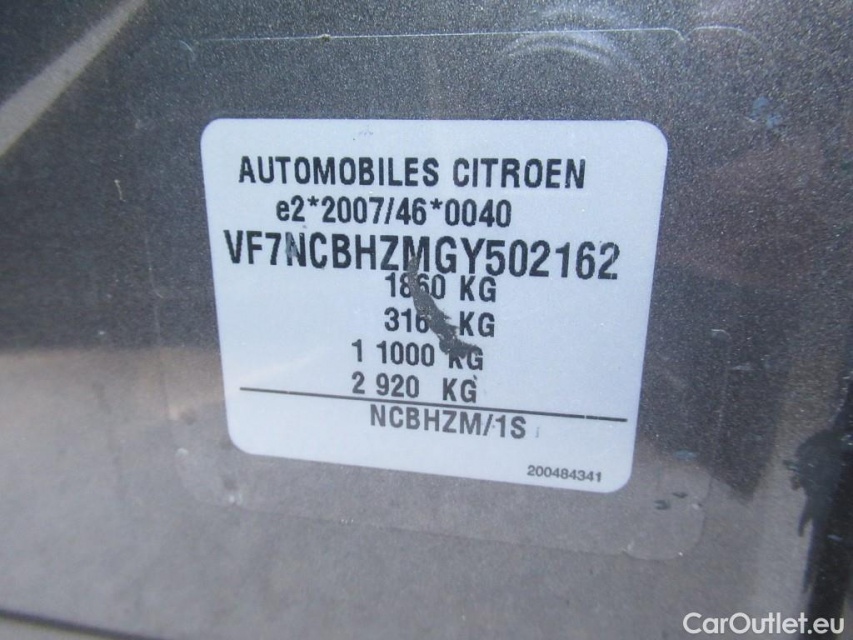 AUTOMOBILES CITROEN
e2*2007/46*0040
VF7NCBHZMGY502162
1860 KG
KG
1 1000 KG
2 920 KG
NCBHZM/1S
200484341
CarOutlet.eu